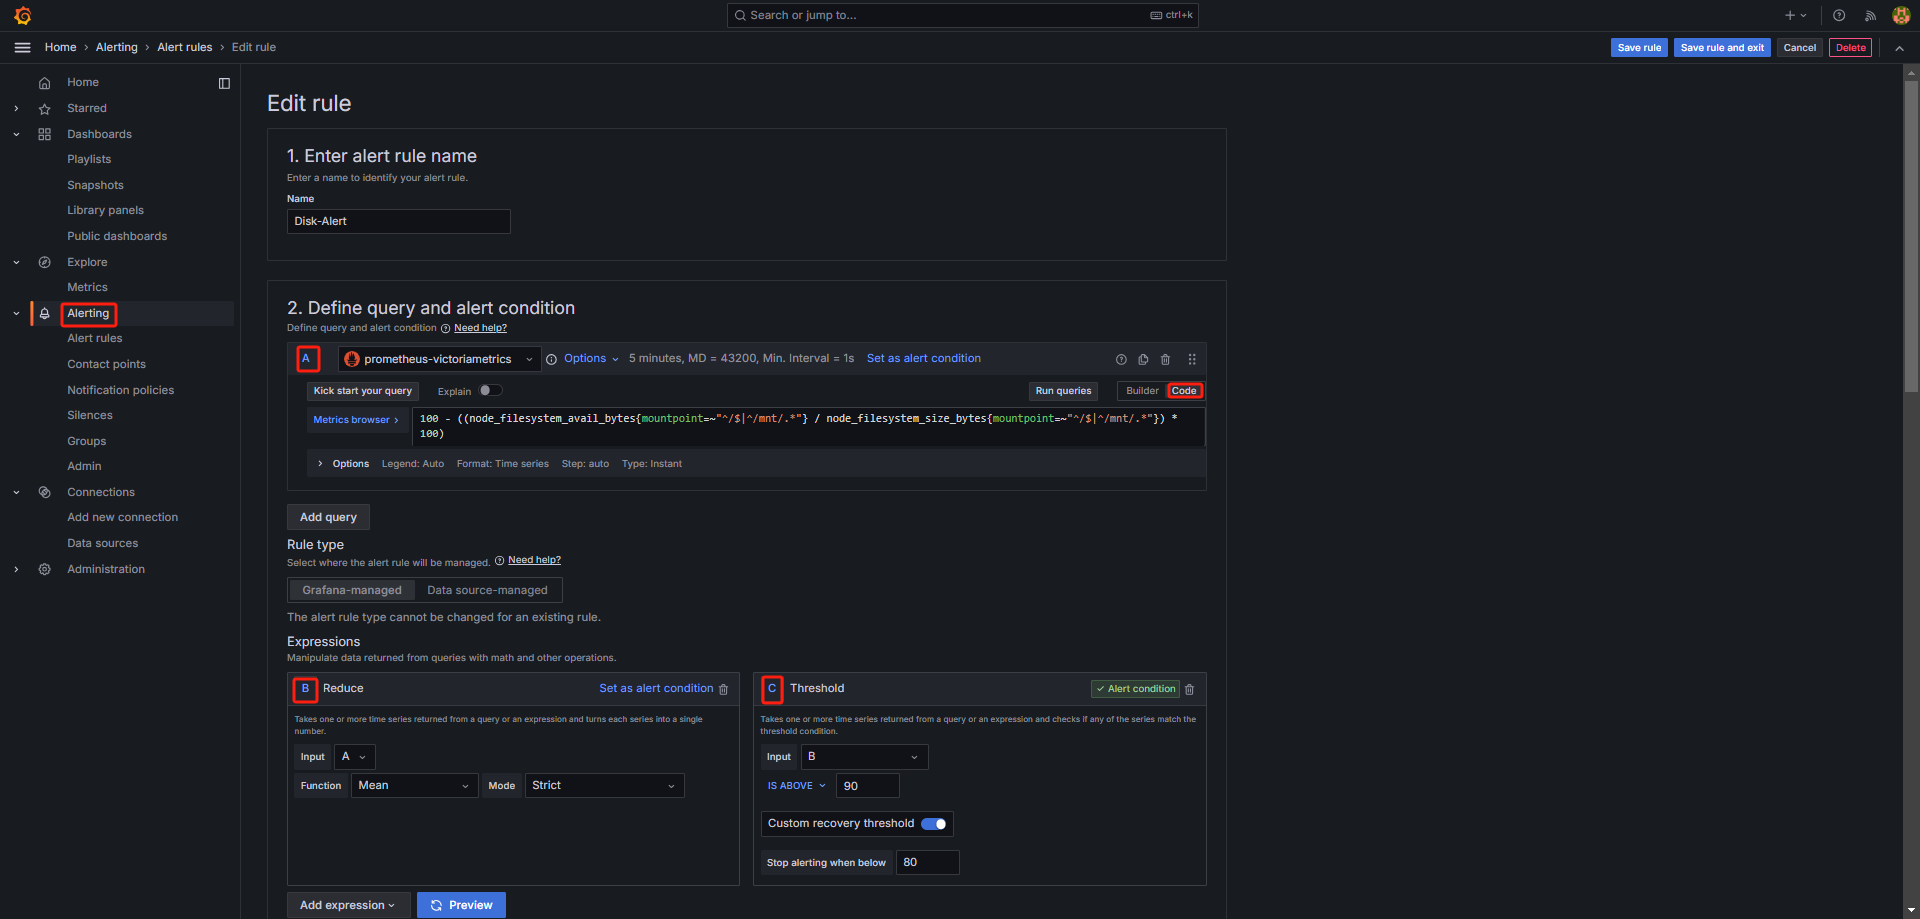 Search or jump to...
ctrl+k
Home › Alerting › Alert rules › Edit rule
Save rule
Save rule and exit
Cancel
Delete
Home
Starred
Dashboards
Playlists
Snapshots
Library panels
Public dashboards
Explore
Metrics
Alerting
Alert rules
Contact points
Notification policies
Silences
Groups
Admin
Connections
Add new connection
Data sources
Administration
Edit rule
1. Enter alert rule name
Enter a name to identify your alert rule.
Name
Disk-Alert
2. Define query and alert condition
Define query and alert condition Need help?
A prometheus-victoriametrics Options 5 minutes, MD = 43200, Min. Interval = 1s Set as alert condition
Kick start your query Explain Run queries Builder Code
Metrics browser › 100 - ((node_filesystem_avail_bytes{mountpoint=~"^/$|^/mnt/.*"} / node_filesystem_size_bytes{mountpoint=~"^/$|^/mnt/.*"}) *
100)
Options Legend: Auto Format: Time series Step: auto Type: Instant
Add query
Rule type
Select where the alert rule will be managed. Need help?
Grafana-managed Data source-managed
The alert rule type cannot be changed for an existing rule.
Expressions
Manipulate data returned from queries with math and other operations.
B Reduce Set as alert condition
Takes one or more time series returned from a query or an expression and turns each series into a single
number.
Input A
Function Mean Mode Strict
C Threshold Alert condition
Takes one or more time series returned from a query or an expression and checks if any of the series match the
threshold condition.
Input B
IS ABOVE 90
Custom recovery threshold
Stop alerting when below 80
Add expression Preview